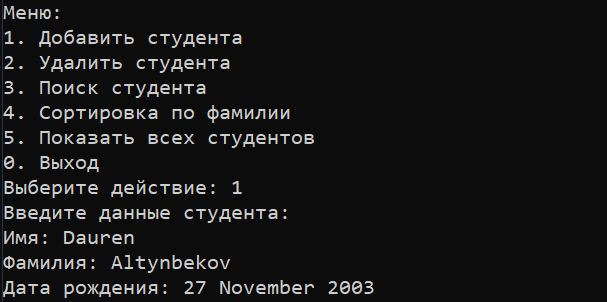 Меню:
1. Добавить студента
2. Удалить студента
3. Поиск студента
4. Сортировка по фамилии
5. Показать всех студентов
0. Выход
Выберите действие: 1
Введите данные студента:
Имя: Dauren
Фамилия: Altynbekov
Дата рождения: 27 November 2003